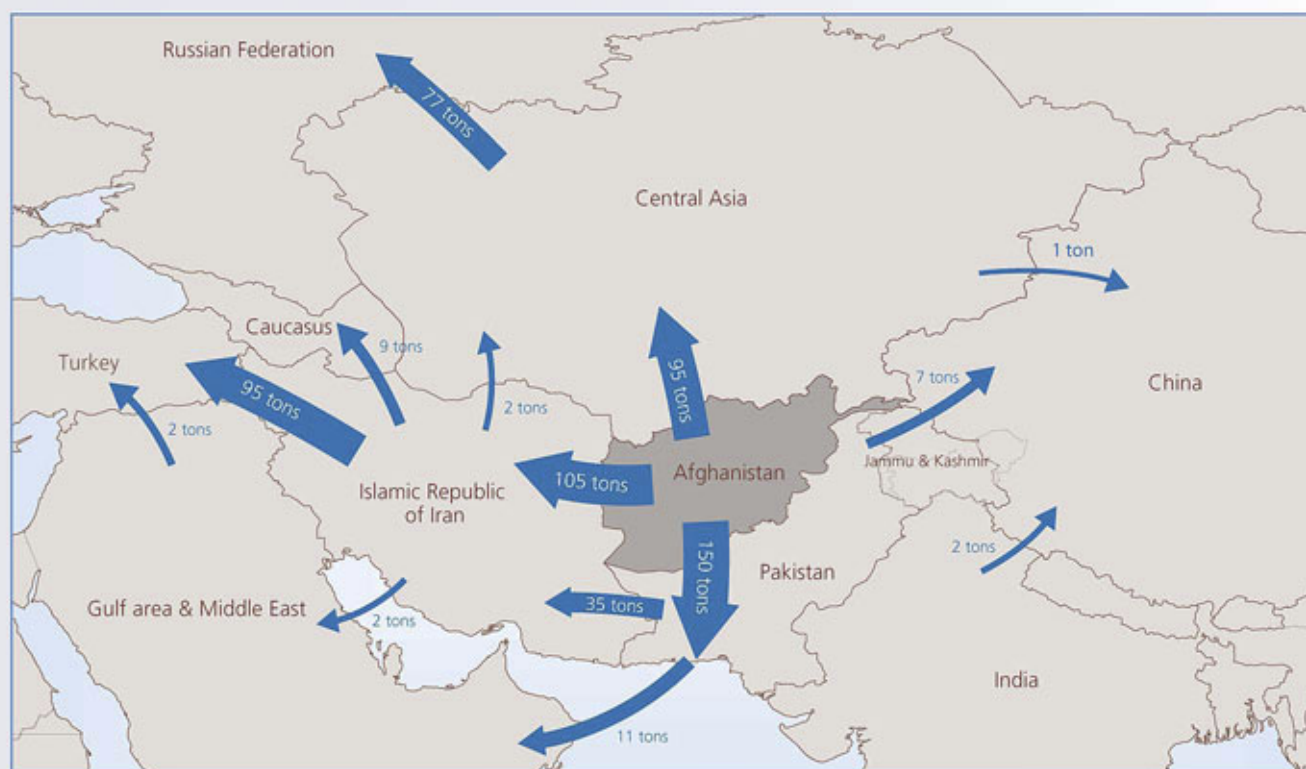 Russian Federation
77 tons
Central Asia
1 ton
Caucasus
9 tons
Turkey
95 tons
2 tons
2 tons
95 tons
7 tons
China
Jammu & Kashmir
Afghanistan
105 tons
Islamic Republic
of Iran
150 tons
2 tons
Pakistan
35 tons
Gulf area & Middle East
2 tons
India
11 tons